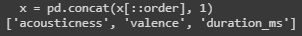 x = pd.concat(x[::order], 1)
['acousticness', 'valence', 'duration_ms']